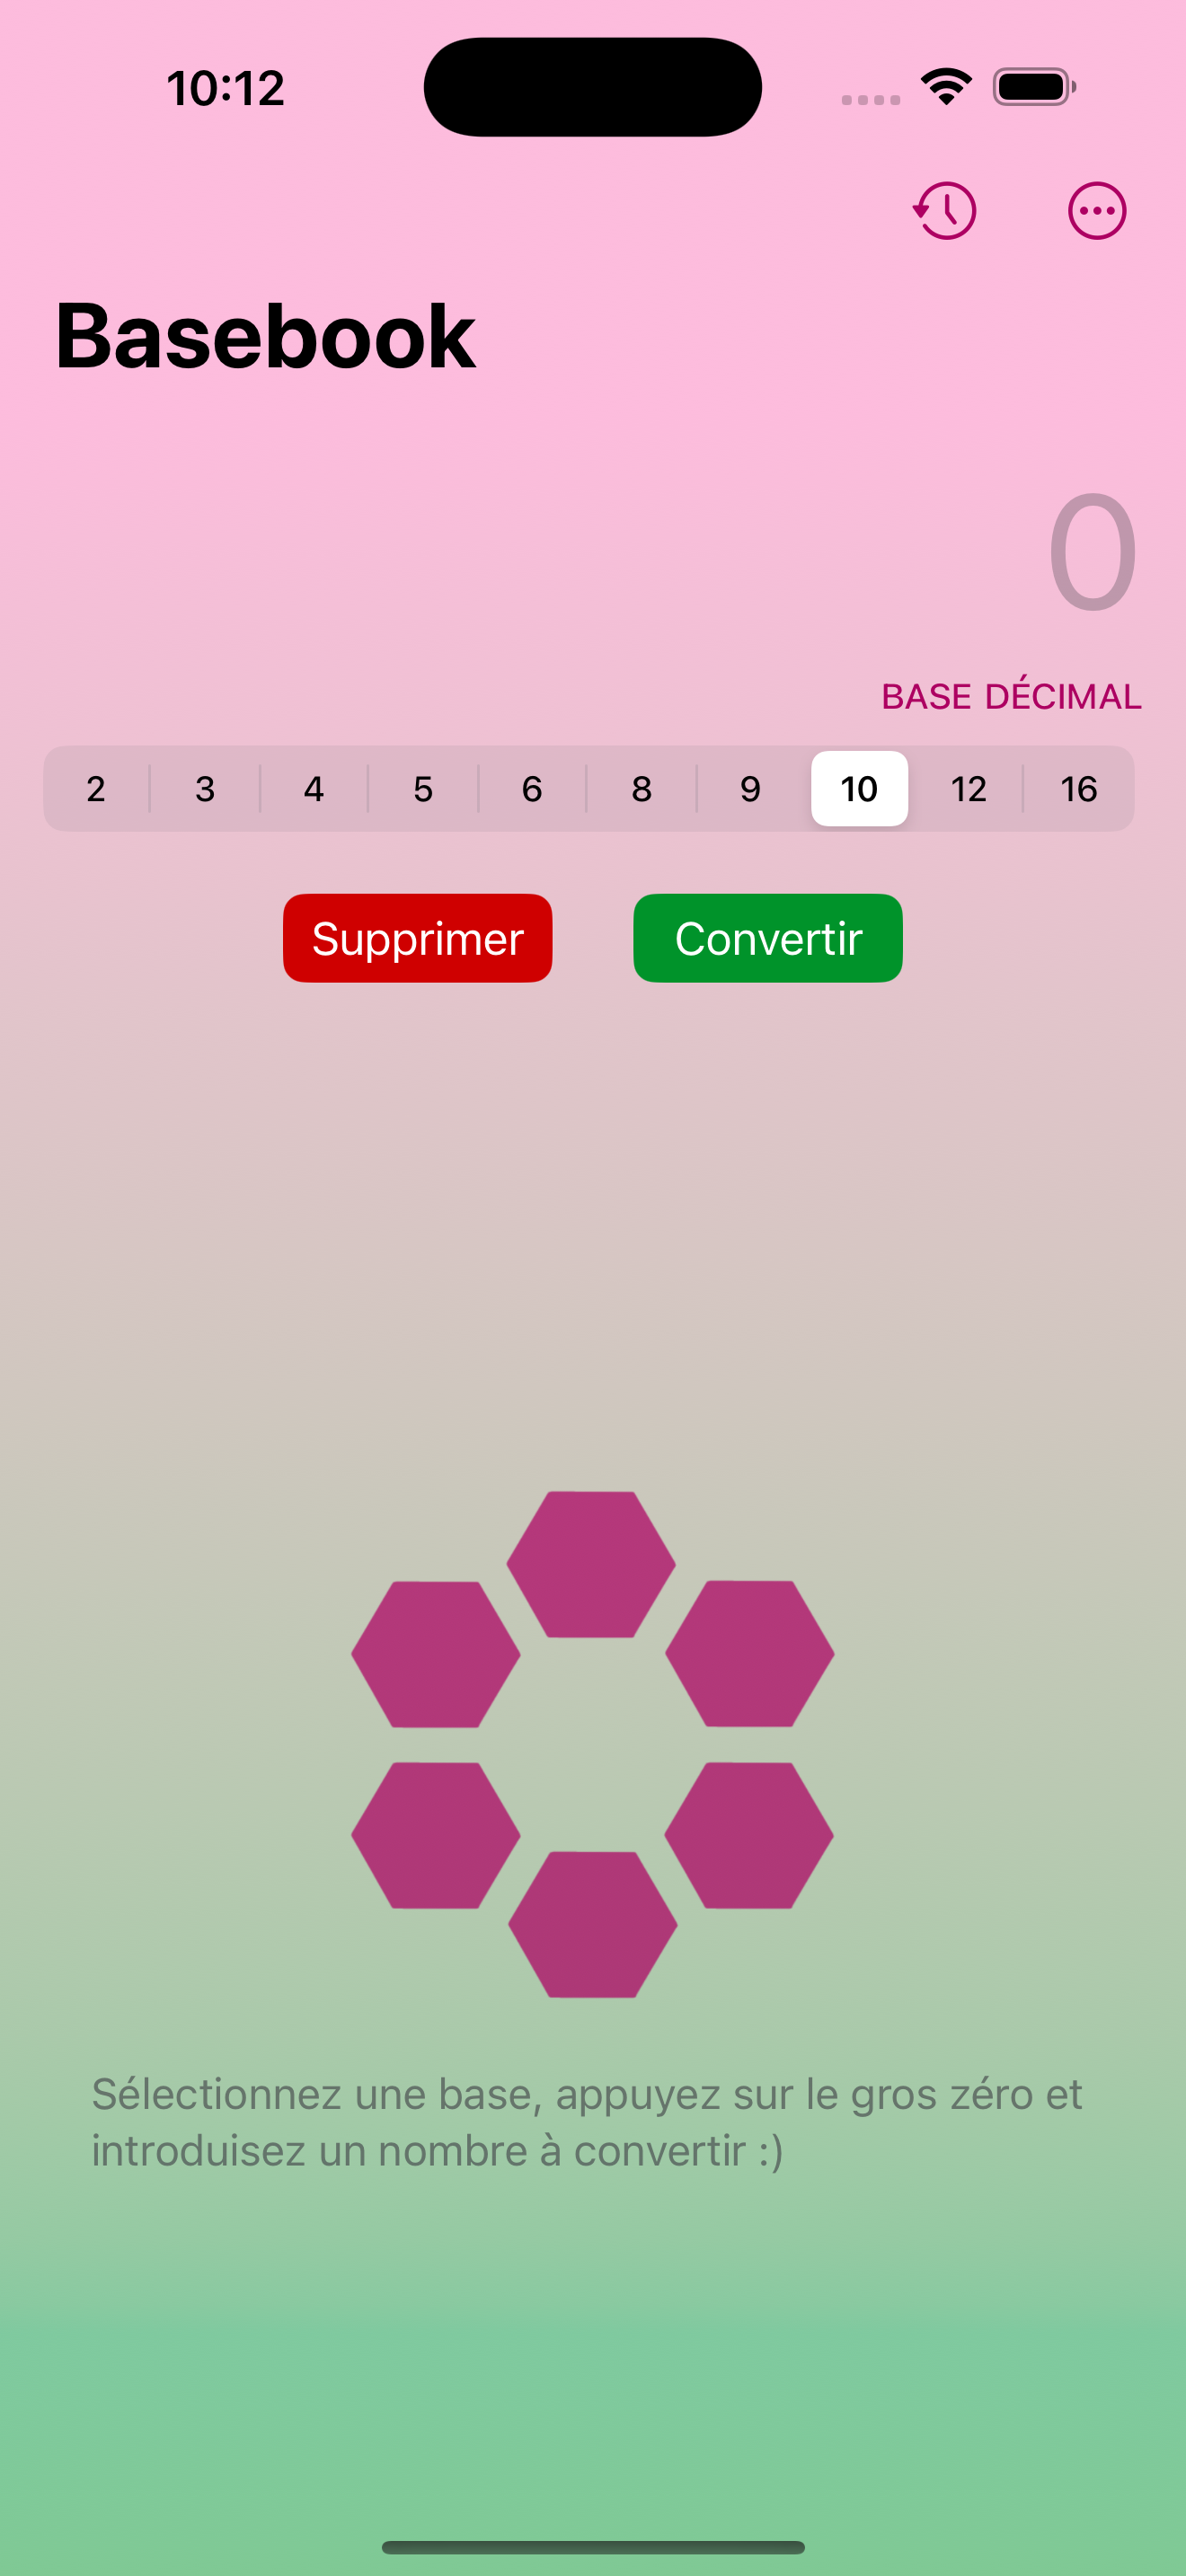 10:12
Basebook
0
BASE DÉCIMAL
2 3 4 5 6 8 9 10 12 16
Supprimer Convertir
Sélectionnez une base, appuyez sur le gros zéro et
introduisez un nombre à convertir :)